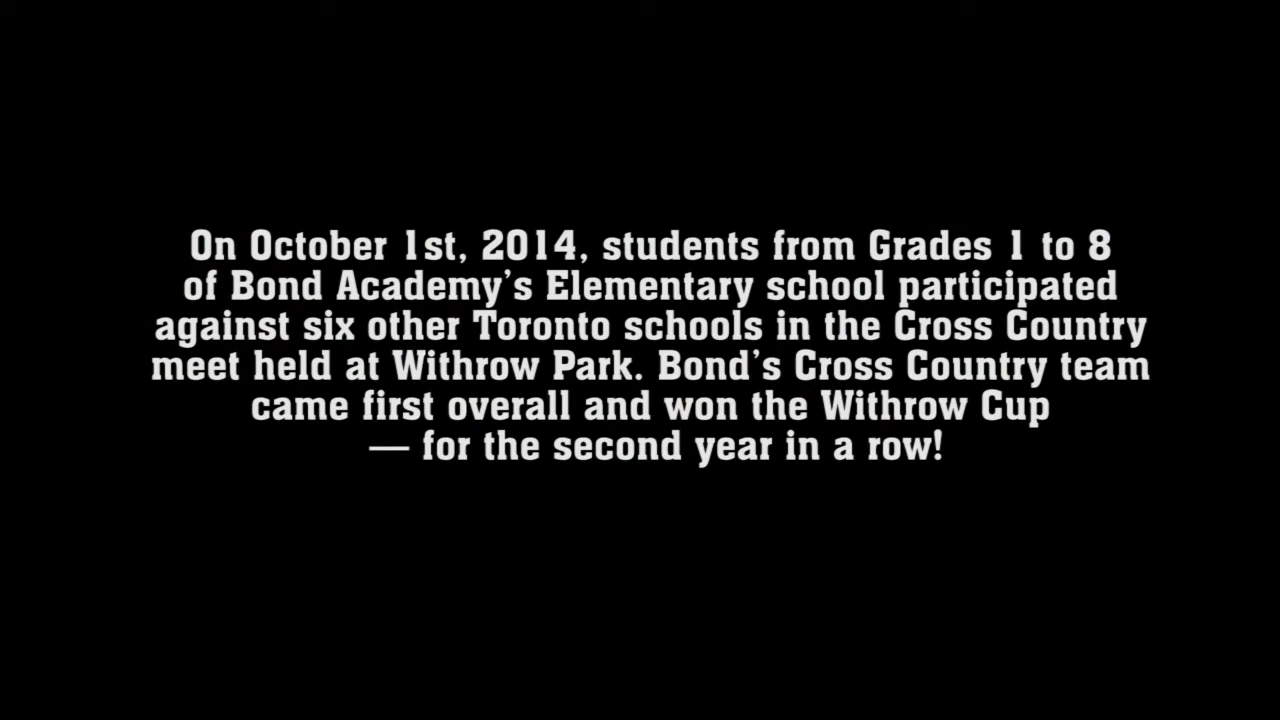 On October 1st, 2014, students from Grades 1 to 8
of Bond Academy’s Elementary school participated
against six other Toronto schools in the Cross Country
meet held at Withrow Park. Bond’s Cross Country team
came first overall and won the Withrow Cup
— for the second year in a row!